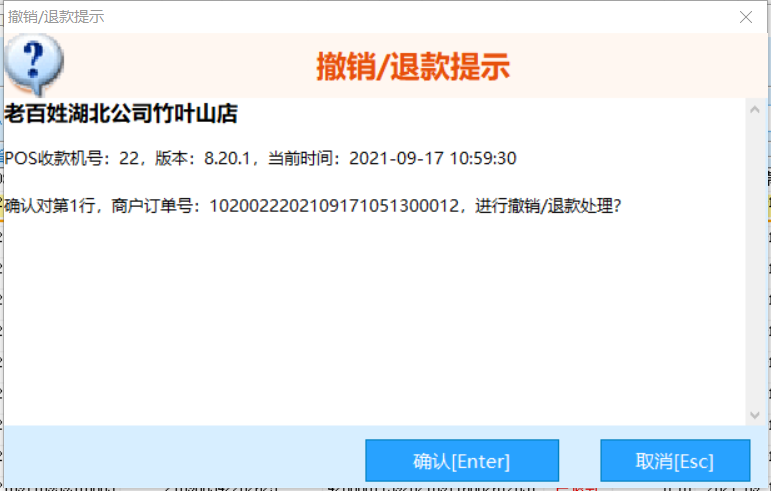 撤销/退款提示
撤销/退款提示
老百姓湖北公司竹叶山店
POS收款机号：22，版本：8.20.1，当前时间：2021-09-17 10:59:30
确认对第1行，商户订单号：1020022202109171051300012，进行撤销/退款处理?
确认[Enter]
取消[Esc]